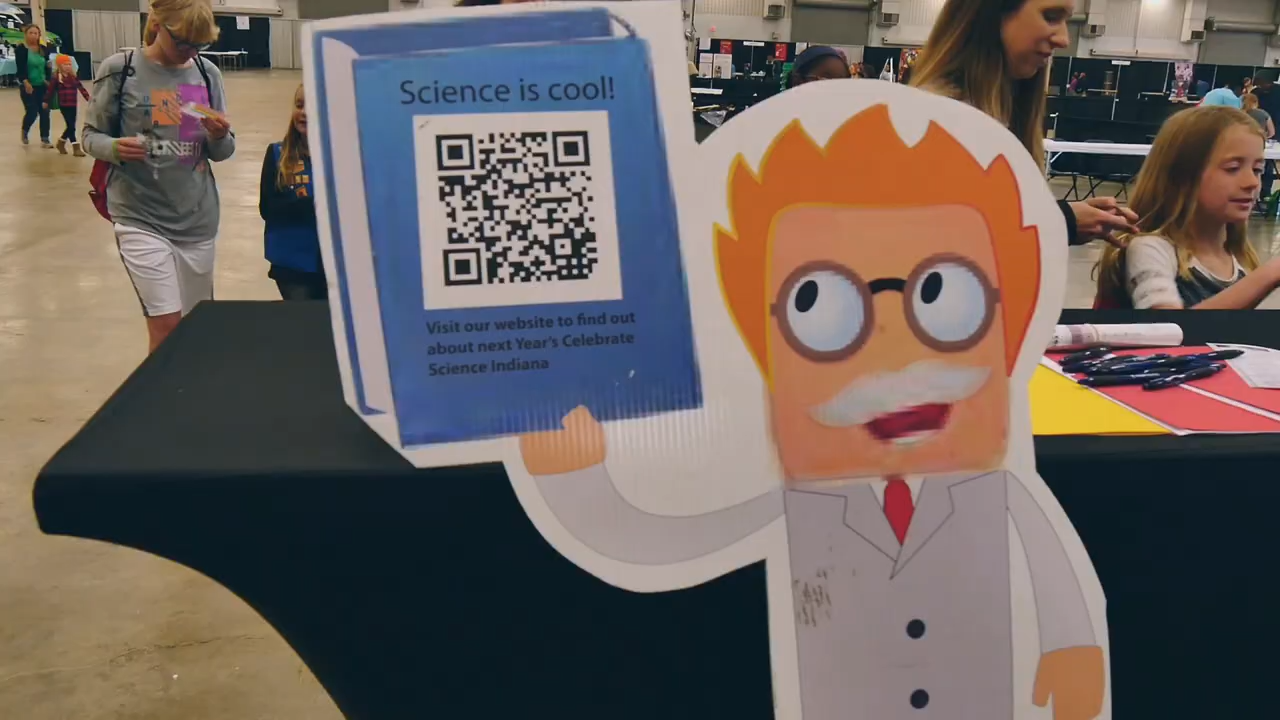 Science is cool!
Visit our website to find out
about next Year's Celebrate
Science Indiana